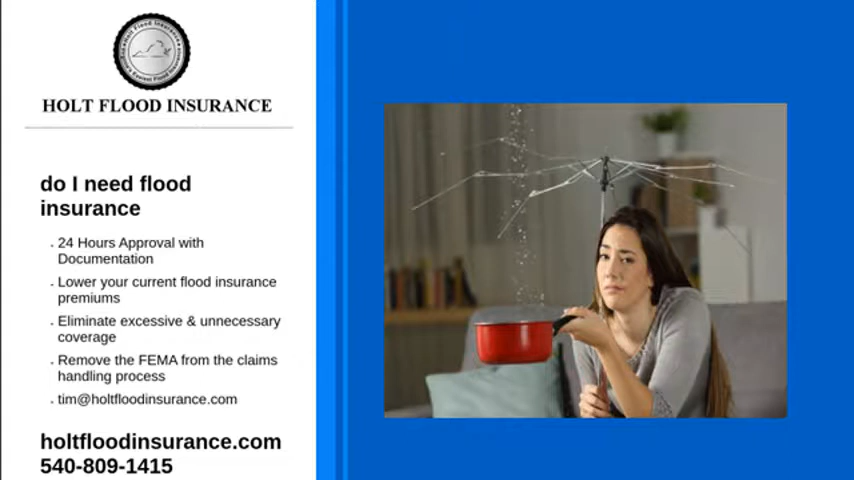 HOLT FLOOD INSURANCE
do I need flood
insurance
. 24 Hours Approval with
Documentation
. Lower your current flood insurance
premiums
. Eliminate excessive & unnecessary
coverage
. Remove the FEMA from the claims
handling process
. tim@holtfloodinsurance.com
holtfloodinsurance.com
540-809-1415